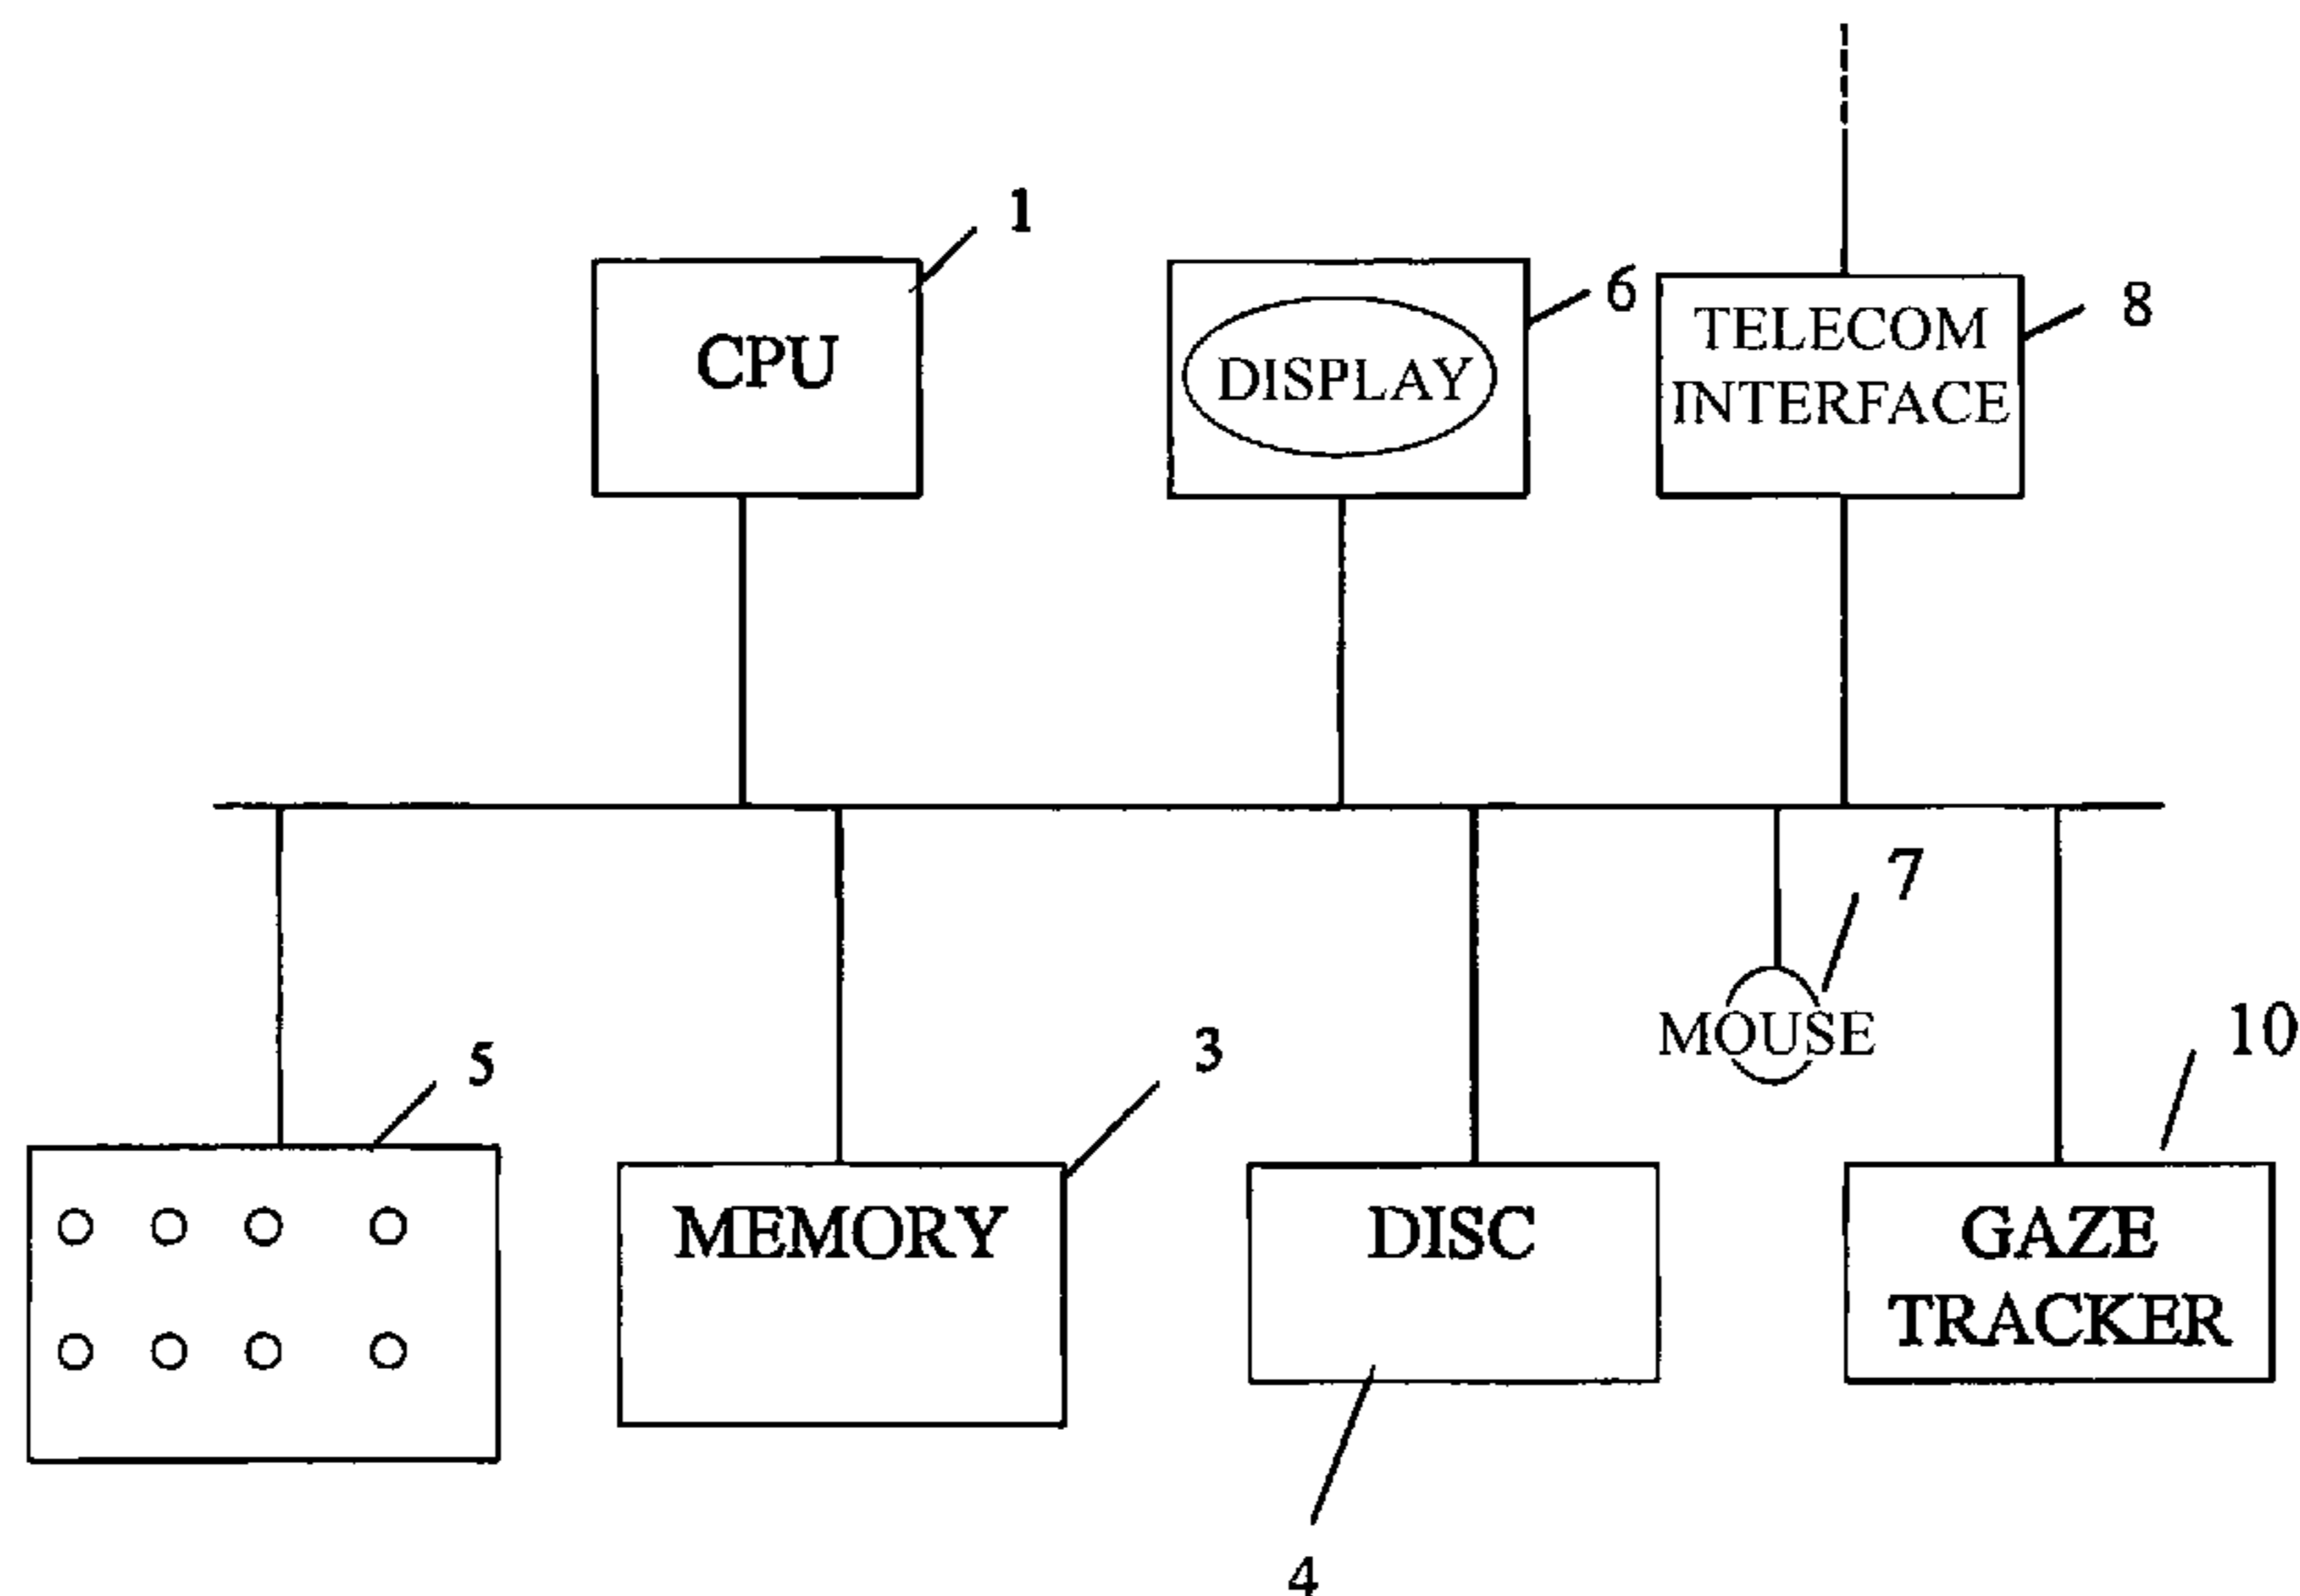 1
CPU
6
DISPLAY
8
TELECOM
INTERFACE
7
MOUSE
5
3
MEMORY
DISC
4
10
GAZE
TRACKER